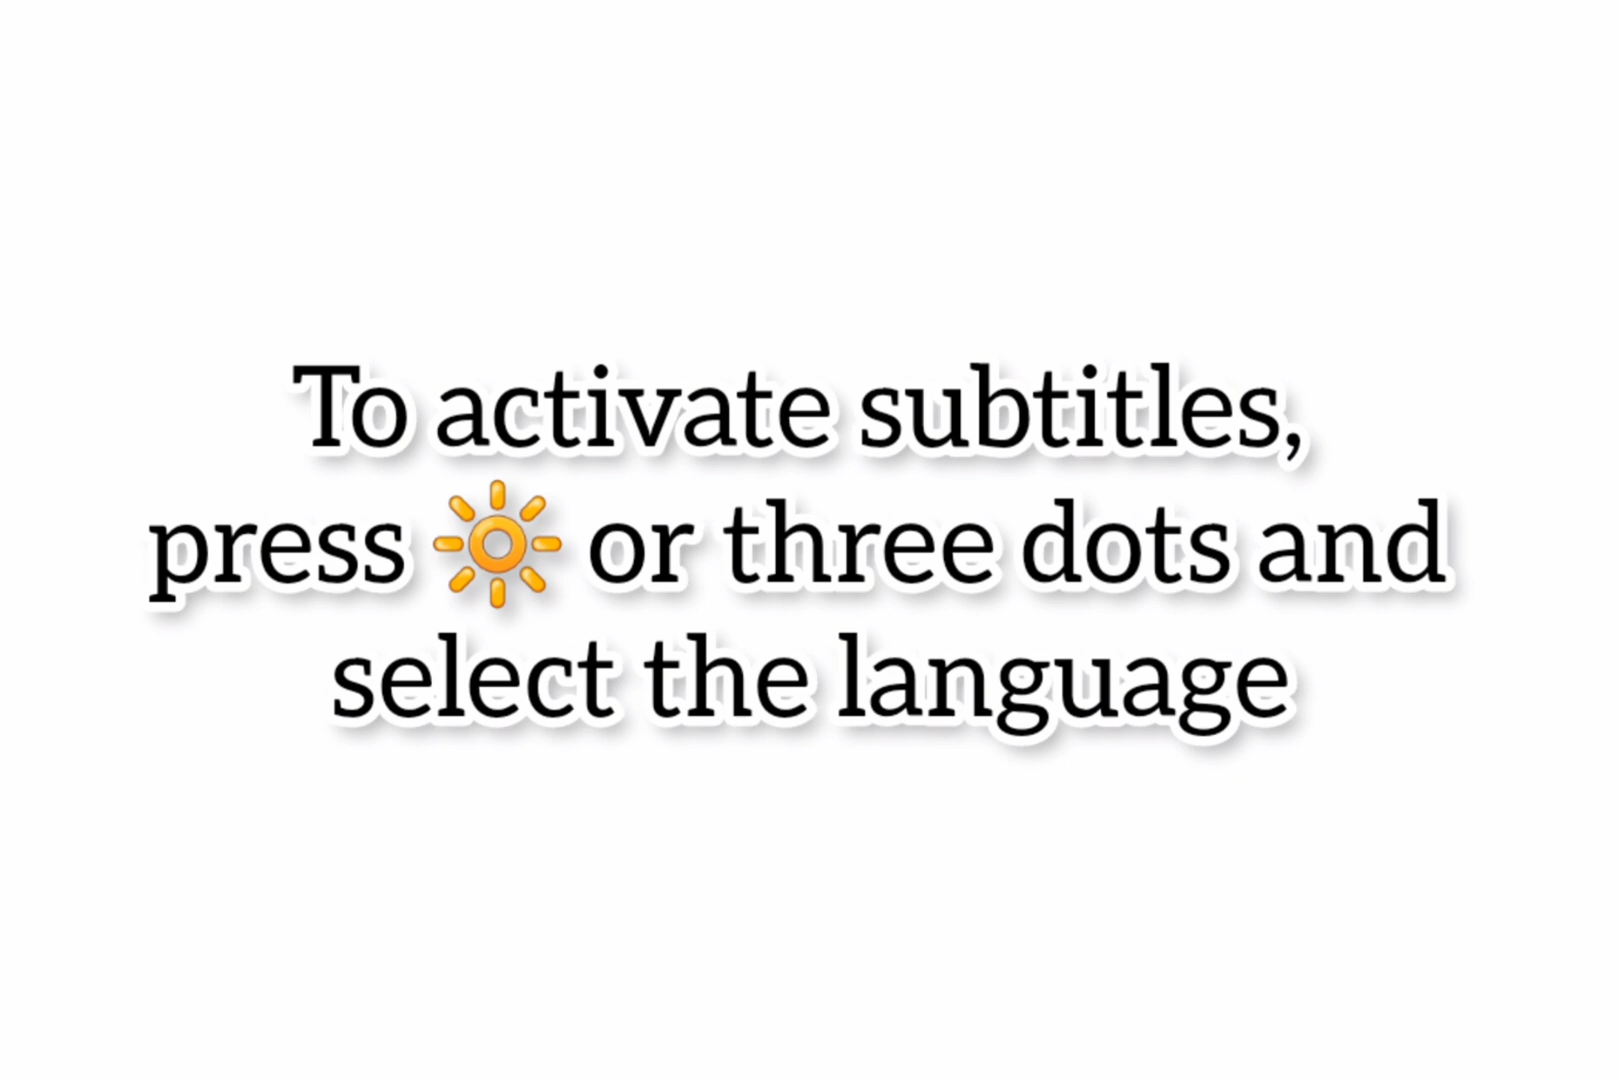 To activate subtitles,
press 🔆 or three dots and
select the language